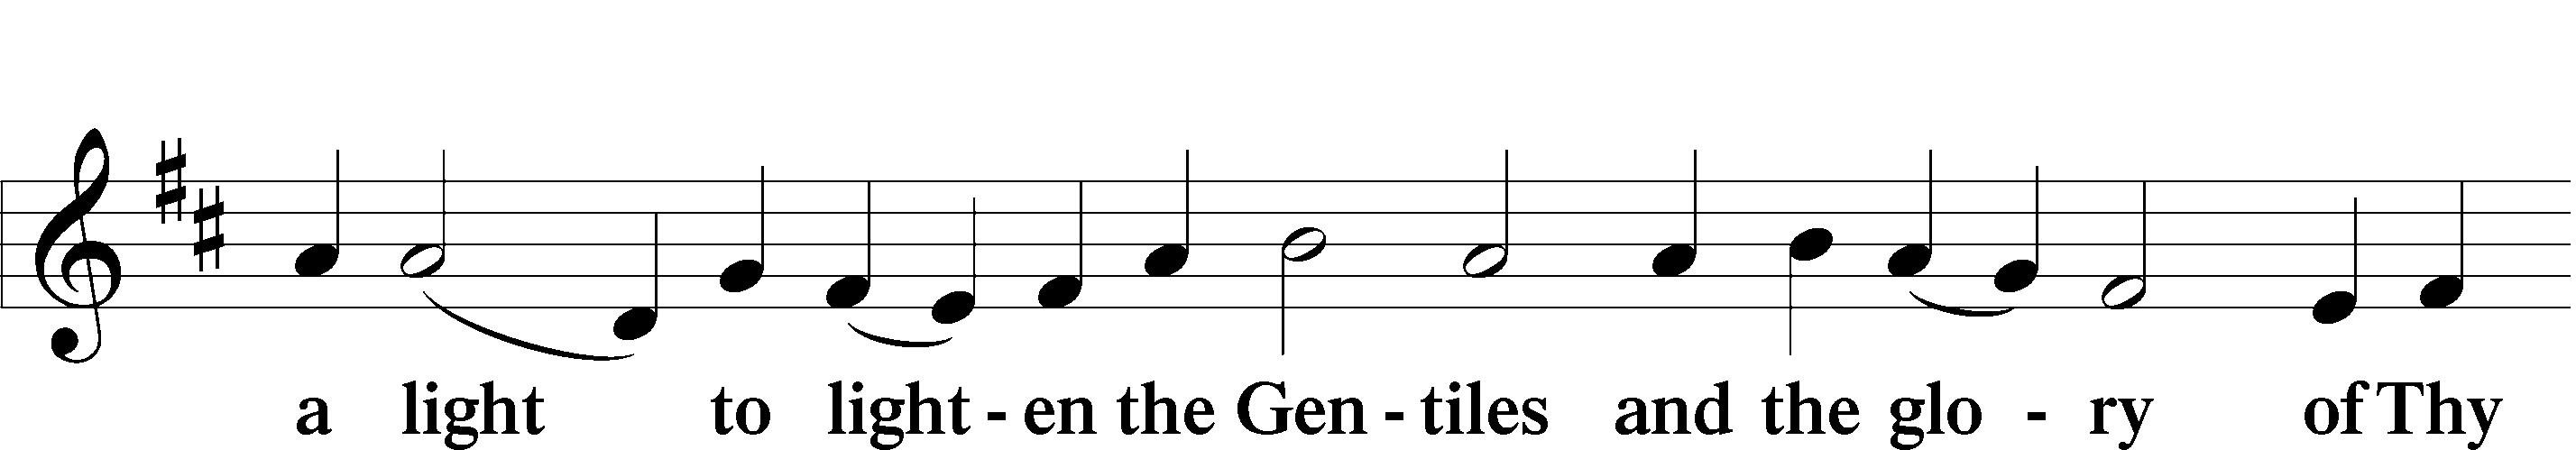 a light to light - en the Gen - tiles and the glo - ry of Thy